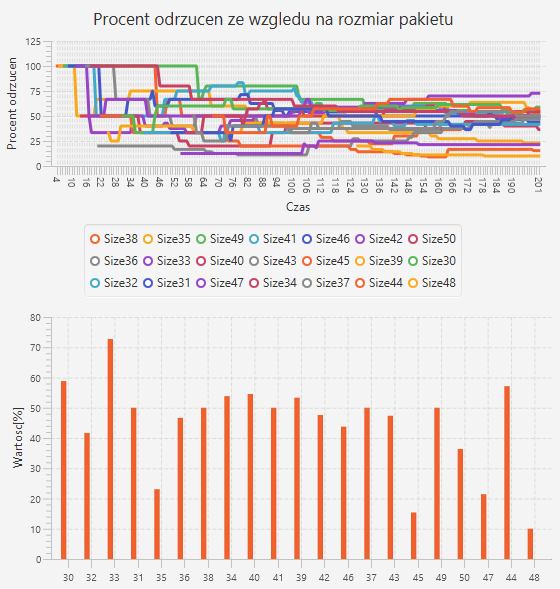 Procent odrzucen ze wzgledu na rozmiar pakietu
Procent odrzucen
125
100
75
50
25
0
4 10 16 22 28 34 40 46 52 58 64 70 76 82 88 94 100 106 112 118 124 130 136 142 148 154 160 166 172 178 184 190 201
Czas
Size38 Size35 Size49 Size41 Size46 Size42 Size50
Size36 Size33 Size40 Size43 Size45 Size39 Size30
Size32 Size31 Size47 Size34 Size37 Size44 Size48
Wartosc[%]
80
70
60
50
40
30
20
10
0
30 32 33 31 35 36 38 34 40 41 39 42 46 37 43 45 49 50 47 44 48